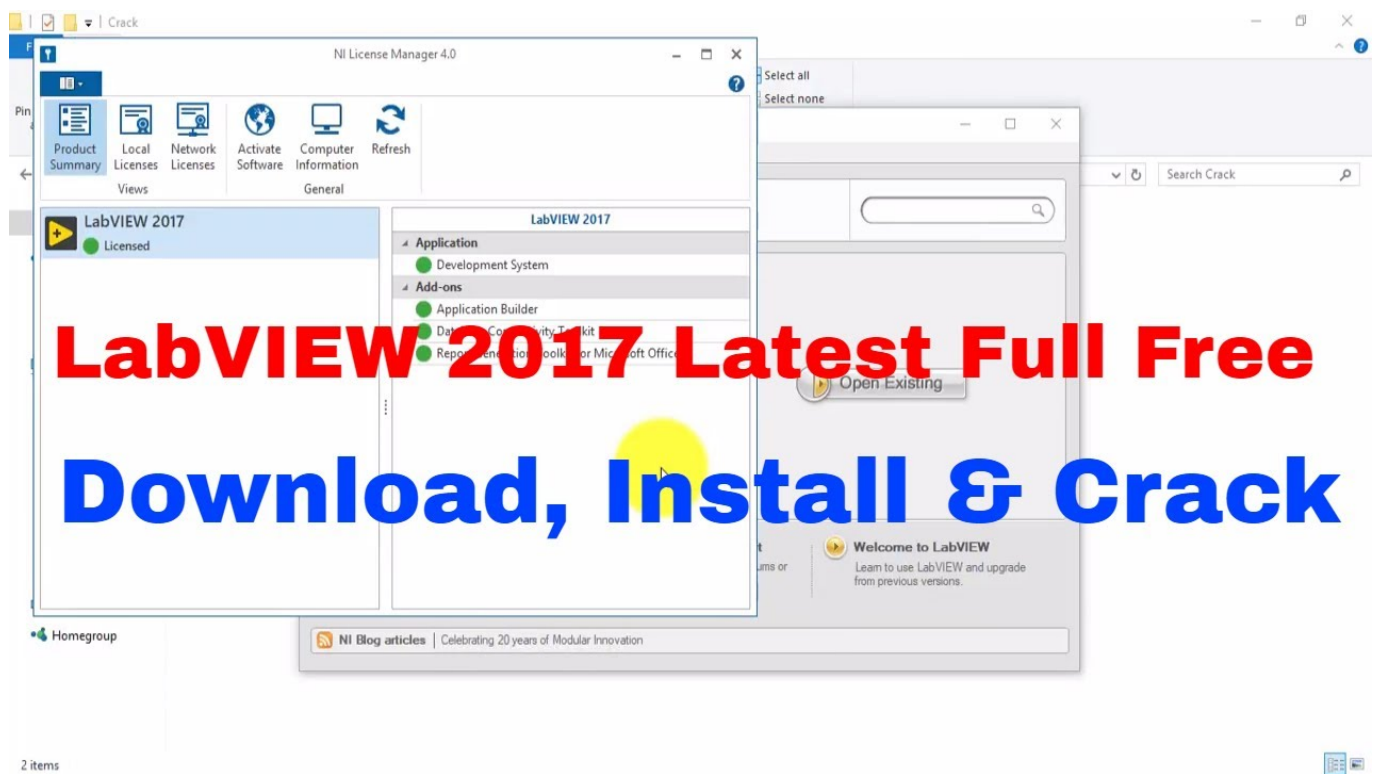 Crack
F
NI License Manager 4.0
Select all
Select none
Pin
Product Summary
Local Licenses
Network Licenses
Activate Software
Computer Information
Refresh
Views
General
Search Crack
LabVIEW 2017
Licensed
LabVIEW 2017
Application
Development System
Add-ons
Application Builder
LabVIEW 2017 Latest Full Free
Open Existing
Download, Install & Crack
Welcome to LabVIEW
Learn to use LabVIEW and upgrade
from previous versions.
Homegroup
NI Blog articles
Celebrating 20 years of Modular Innovation
2 items